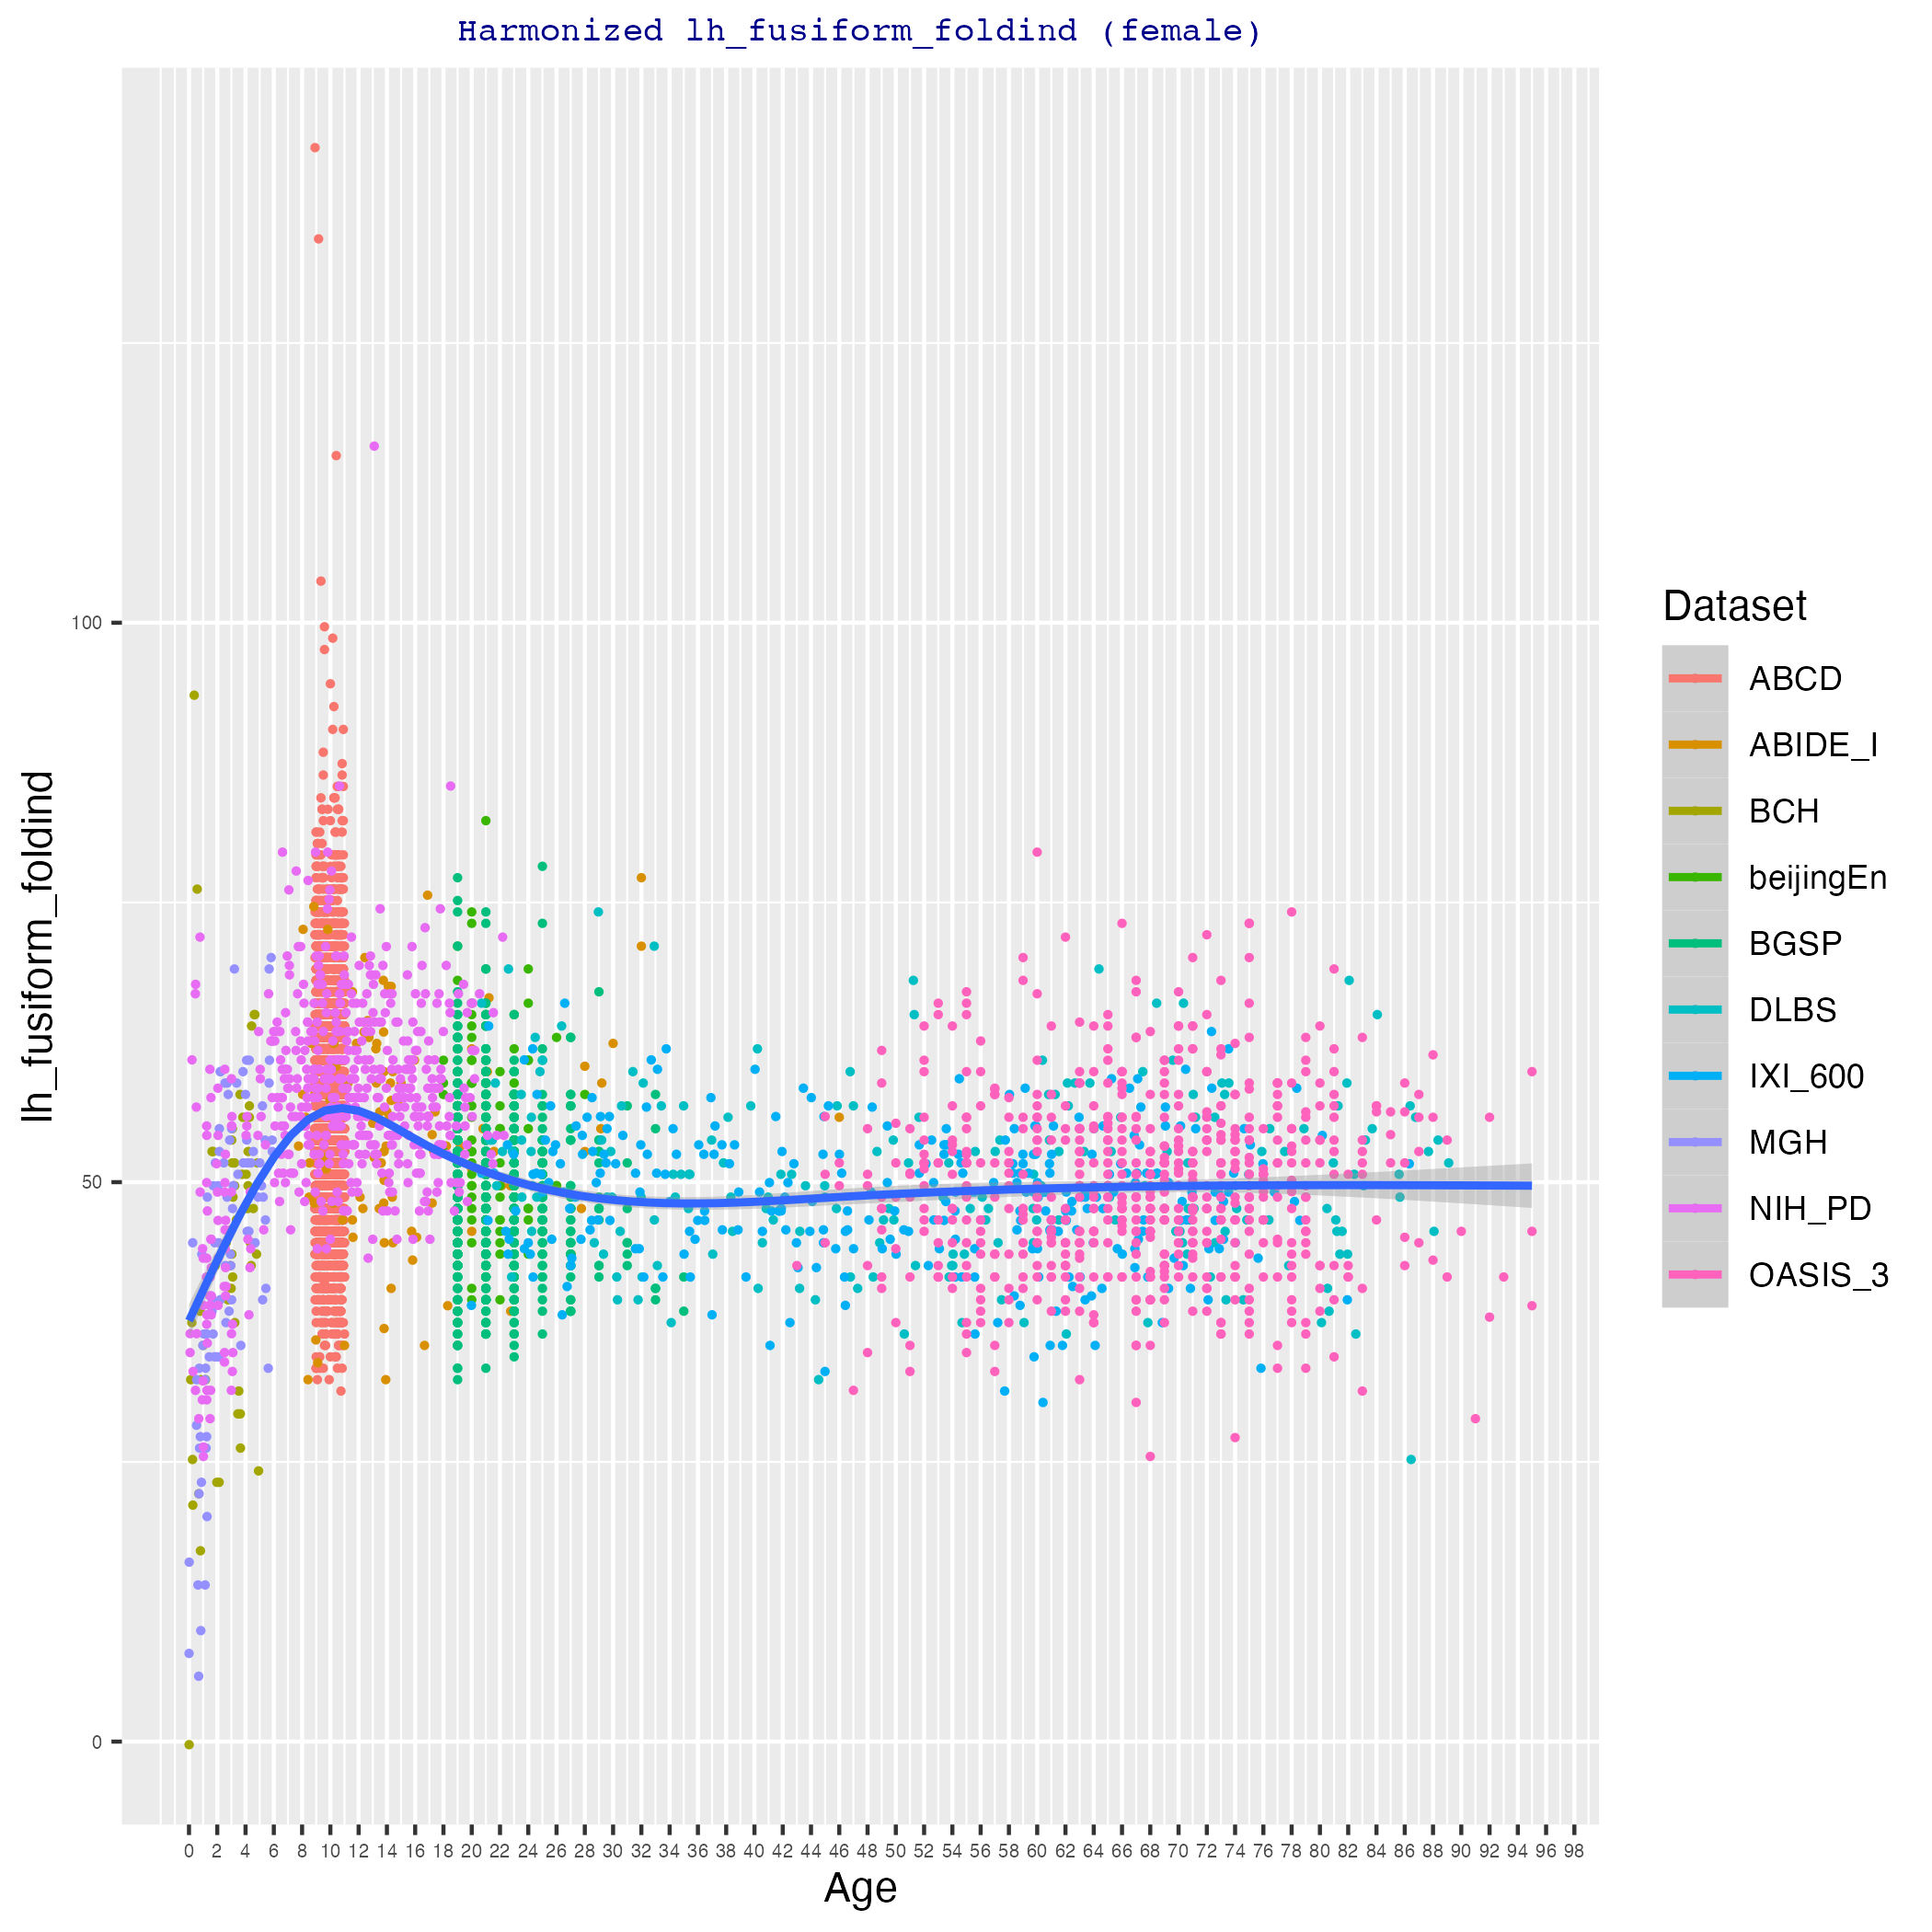 Harmonized lh_fusiform_foldind (female)
lh_fusiform_foldind
100
50
0
0 2 4 6 8 10 12 14 16 18 20 22 24 26 28 30 32 34 36 38 40 42 44 46 48 50 52 54 56 58 60 62 64 66 68 70 72 74 76 78 80 82 84 86 88 90 92 94 96 98
Age
Dataset
ABCD
ABIDE_I
BCH
beijingEn
BGSP
DLBS
IXI_600
MGH
NIH_PD
OASIS_3